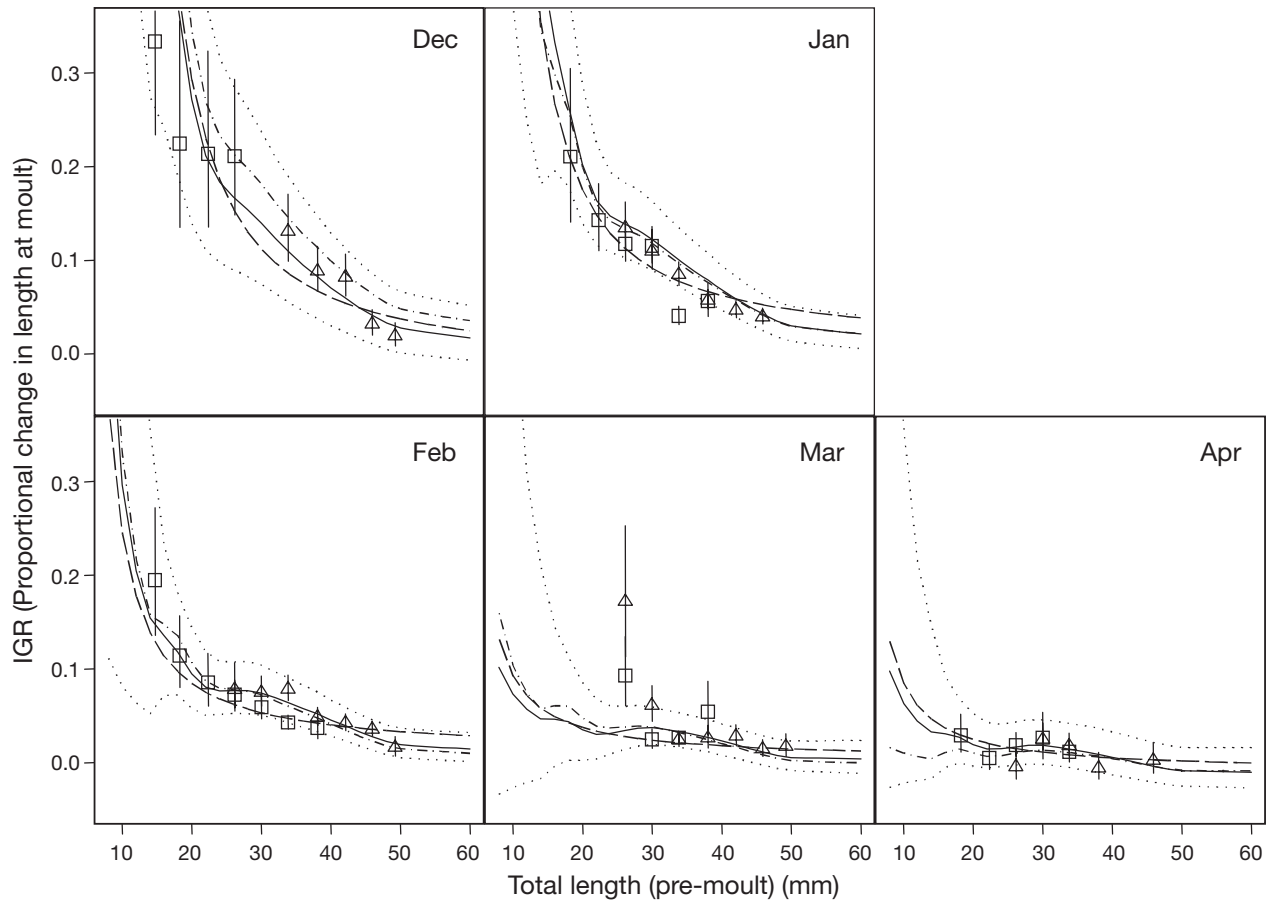 Dec
Jan
0.3
0.2
0.1
0.0
Feb
Mar
Apr
0.3
0.2
0.1
0.0
10 20 30 40 50 60 10 20 30 40 50 60 10 20 30 40 50 60
Total length (pre-moult) (mm)
IGR (Proportional change in length at moult)